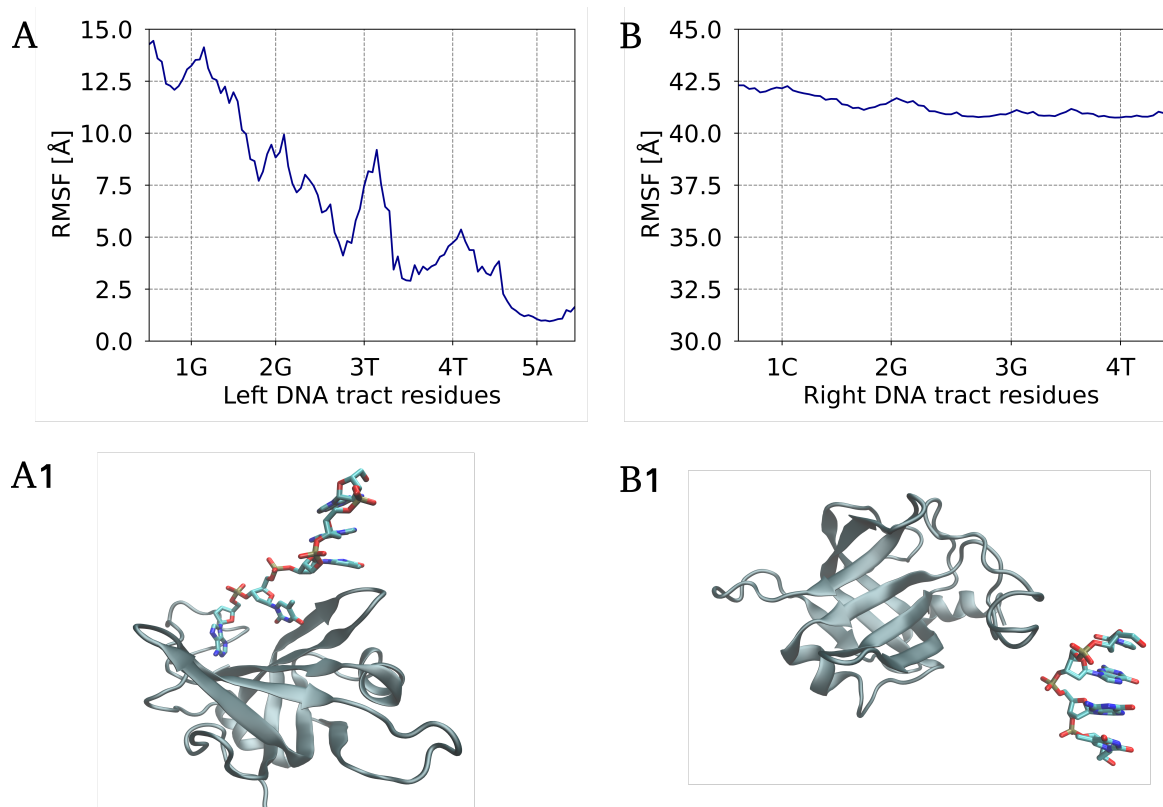 A
15.0
12.5
10.0
7.5
5.0
2.5
0.0
RMSF [Å]
1G 2G 3T 4T 5A
Left DNA tract residues
B
45.0
42.5
40.0
37.5
35.0
32.5
30.0
RMSF [Å]
1C 2G 3G 4T
Right DNA tract residues
A1
B1